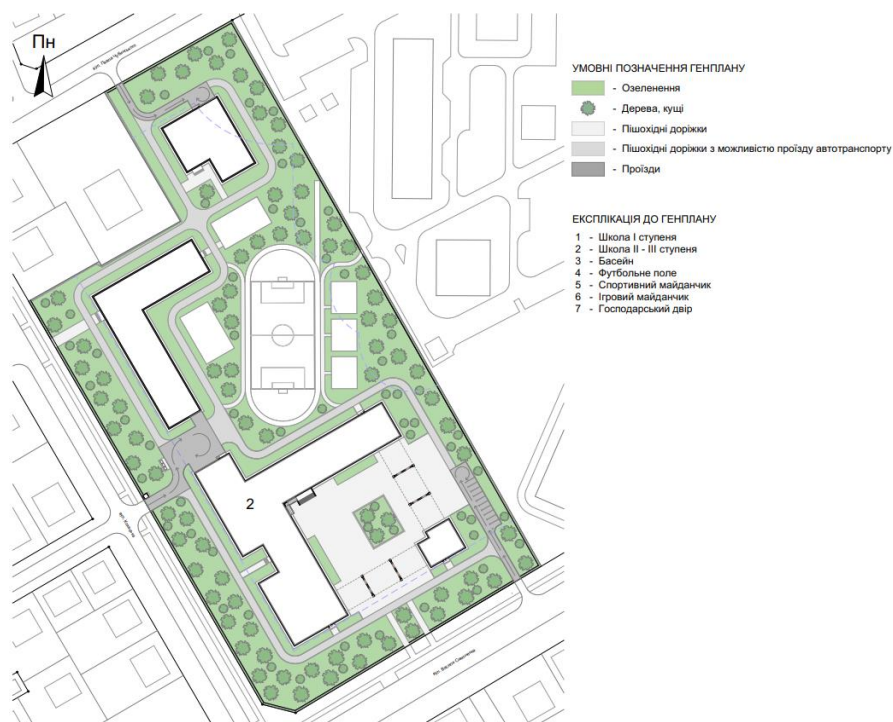 Пн
УМОВНІ ПОЗНАЧЕННЯ ГЕНПЛАНУ
- Озеленення
- Дерева, кущі
- Пішохідні доріжки
- Пішохідні доріжки з можливістю проїзду автотранспорту
- Проїзди
ЕКСПЛІКАЦІЯ ДО ГЕНПЛАНУ
1 - Школа І ступеня
2 - Школа ІІ - ІІІ ступеня
3 - Басейн
4 - Футбольне поле
5 - Спортивний майданчик
6 - Ігровий майданчик
7 - Господарський двір
2